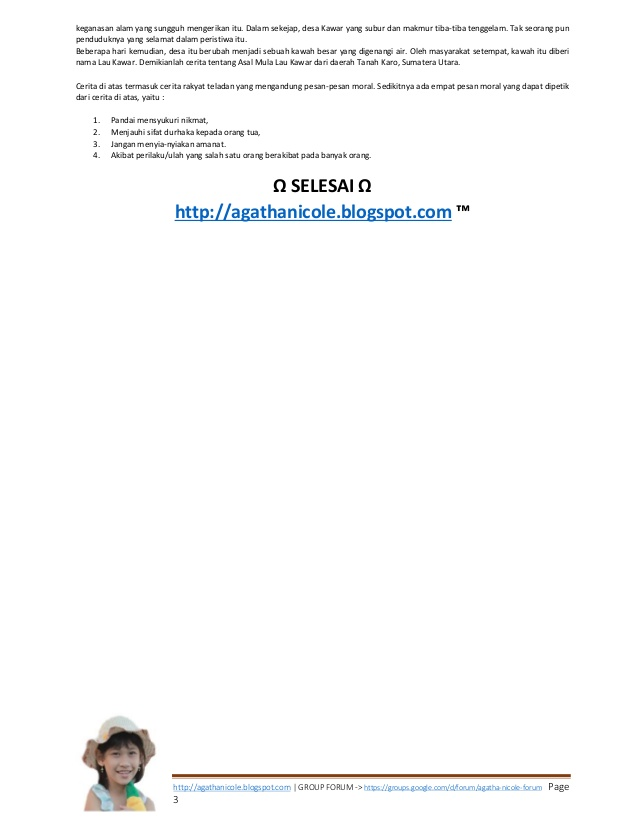 keganasan alam yang sungguh mengerikan itu. Dalam sekejap, desa Kawar yang subur dan makmur tiba-tiba tenggelam. Tak seorang pun
penduduknya yang selamat dalam peristiwa itu.
Beberapa hari kemudian, desa itu berubah menjadi sebuah kawah besar yang digenangi air. Oleh masyarakat setempat, kawah itu diberi
nama Lau Kawar. Demikianlah cerita tentang Asal Mula Lau Kawar dari daerah Tanah Karo, Sumatera Utara.
Cerita di atas termasuk cerita rakyat teladan yang mengandung pesan-pesan moral. Sedikitnya ada empat pesan moral yang dapat dipetik
dari cerita di atas, yaitu :
1. Pandai mensyukuri nikmat,
2. Menjauhi sifat durhaka kepada orang tua,
3. Jangan menyia-nyiakan amanat.
4. Akibat perilaku/ulah yang salah satu orang berakibat pada banyak orang.
Ω SELESAI Ω
http://agathanicole.blogspot.com ™
http://agathanicole.blogspot.com | GROUP FORUM -> https://groups.google.com/d/forum/agatha-nicole-forum Page
3